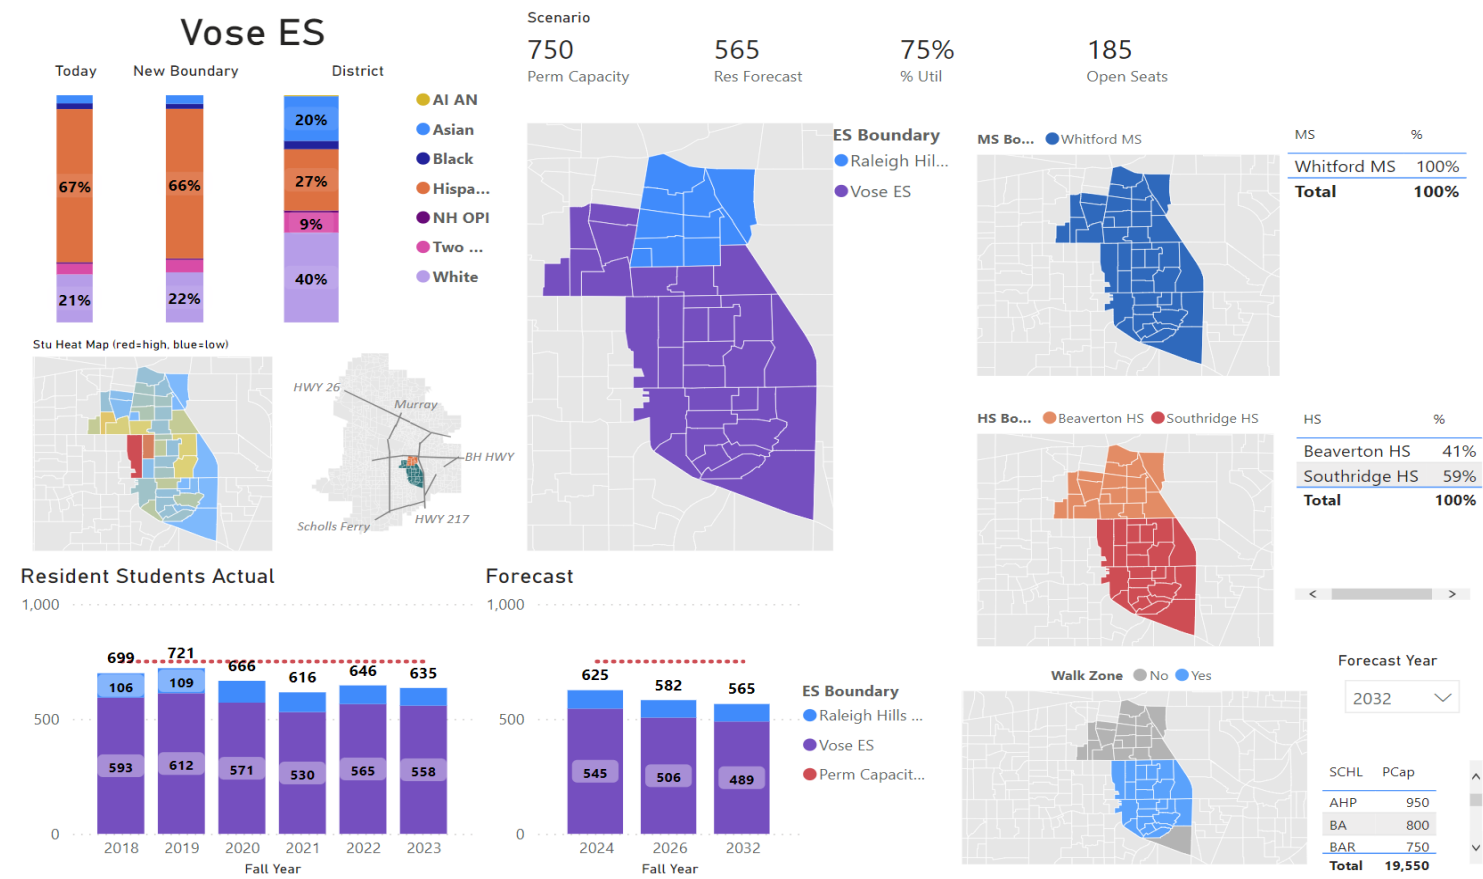 Vose ES
Today
New Boundary
District
67%
21%
66%
22%
20%
27%
9%
40%
AI AN
Asian
Black
Hispa...
NH OPI
Two ...
White
Scenario
750
Perm Capacity
565
Res Forecast
75%
% Util
185
Open Seats
ES Boundary
Raleigh Hil...
Vose ES
MS Bo...
Whitford MS
MS %
Whitford MS 100%
Total 100%
Stu Heat Map (red=high, blue=low)
HWY 26
Murray
BH HWY
HWY 217
Scholls Ferry
HS Bo...
Beaverton HS
Southridge HS
HS %
Beaverton HS 41%
Southridge HS 59%
Total 100%
Resident Students Actual
1,000
500
0
699
721
666
616
646
635
106
109
593
612
571
530
565
558
2018
2019
2020
2021
2022
2023
Fall Year
Forecast
1,000
500
0
625
582
565
545
506
489
2024
2026
2032
Fall Year
ES Boundary
Raleigh Hills ...
Vose ES
Perm Capacit...
Walk Zone
No
Yes
Forecast Year
2032
SCHL PCap
AHP 950
BA 800
BAR 750
Total 19,550